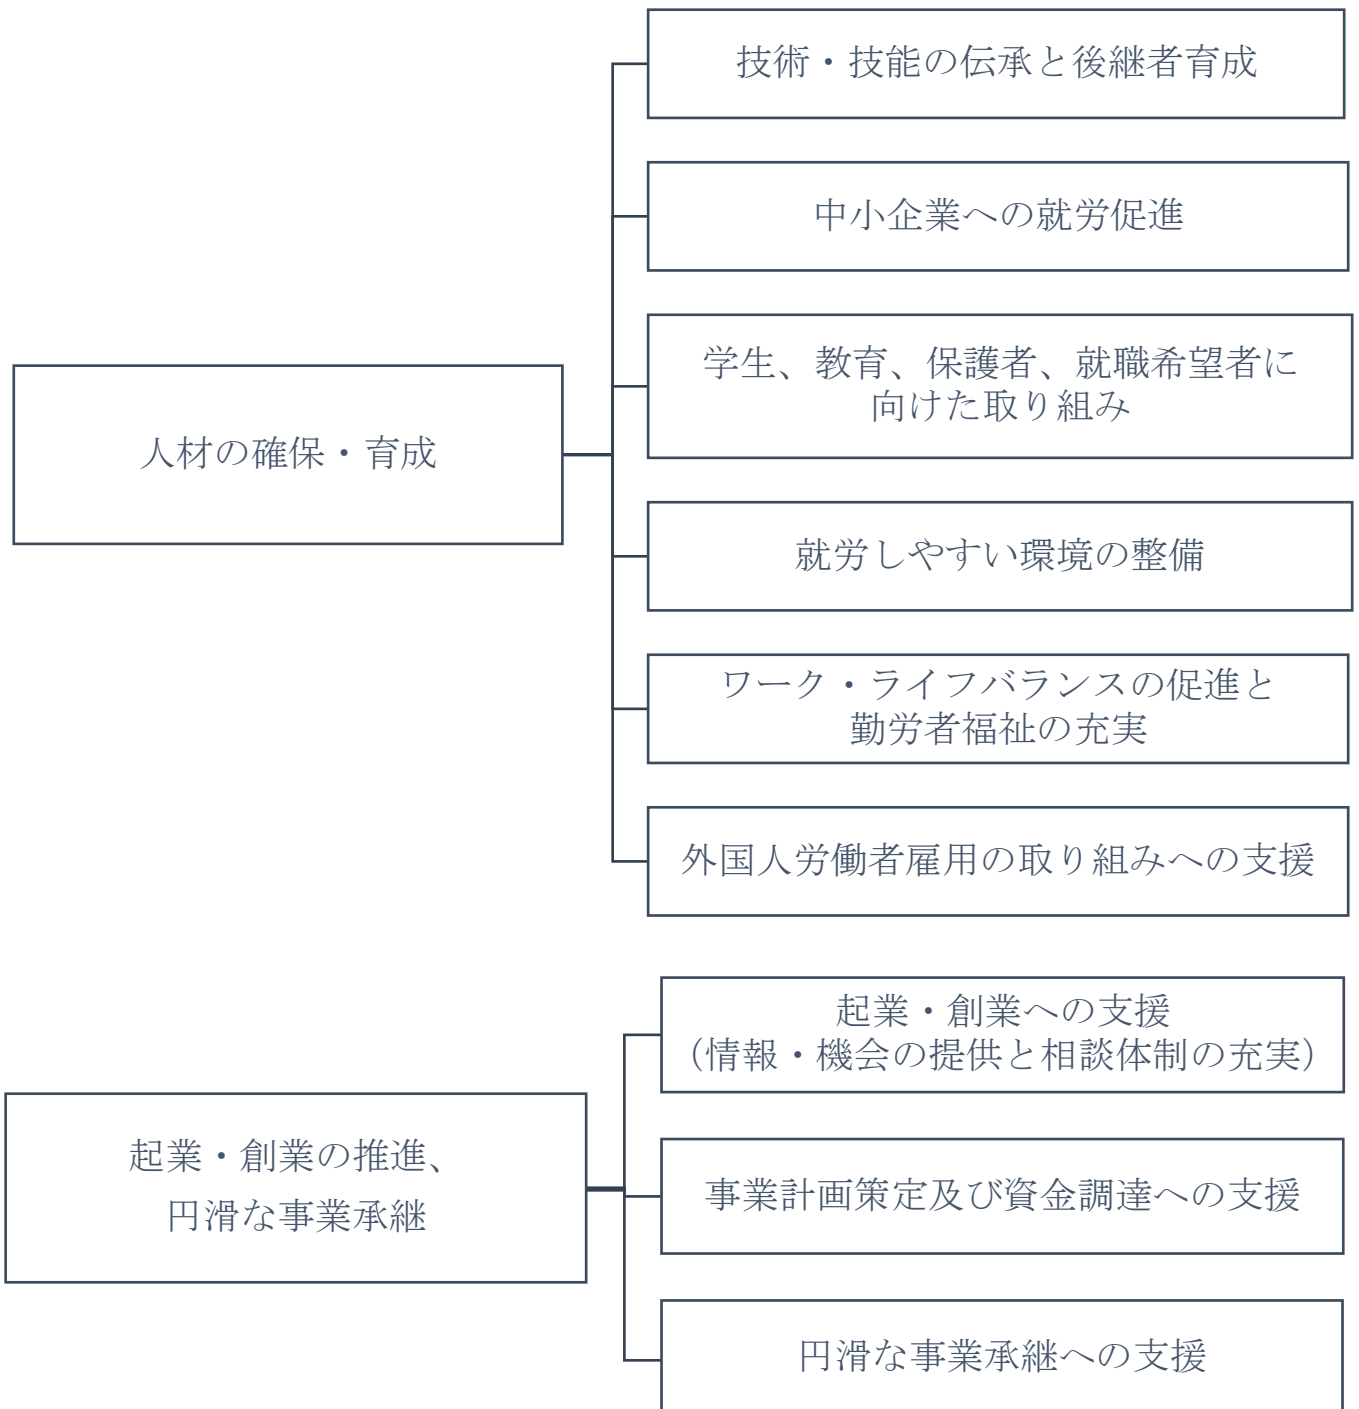 人材の確保・育成
技術・技能の伝承と後継者育成
中小企業への就労促進
学生、教育、保護者、就職希望者に
向けた取り組み
就労しやすい環境の整備
ワーク・ライフバランスの促進と
勤労者福祉の充実
外国人労働者雇用の取り組みへの支援
起業・創業の推進、
円滑な事業承継
起業・創業への支援
（情報・機会の提供と相談体制の充実）
事業計画策定及び資金調達への支援
円滑な事業承継への支援